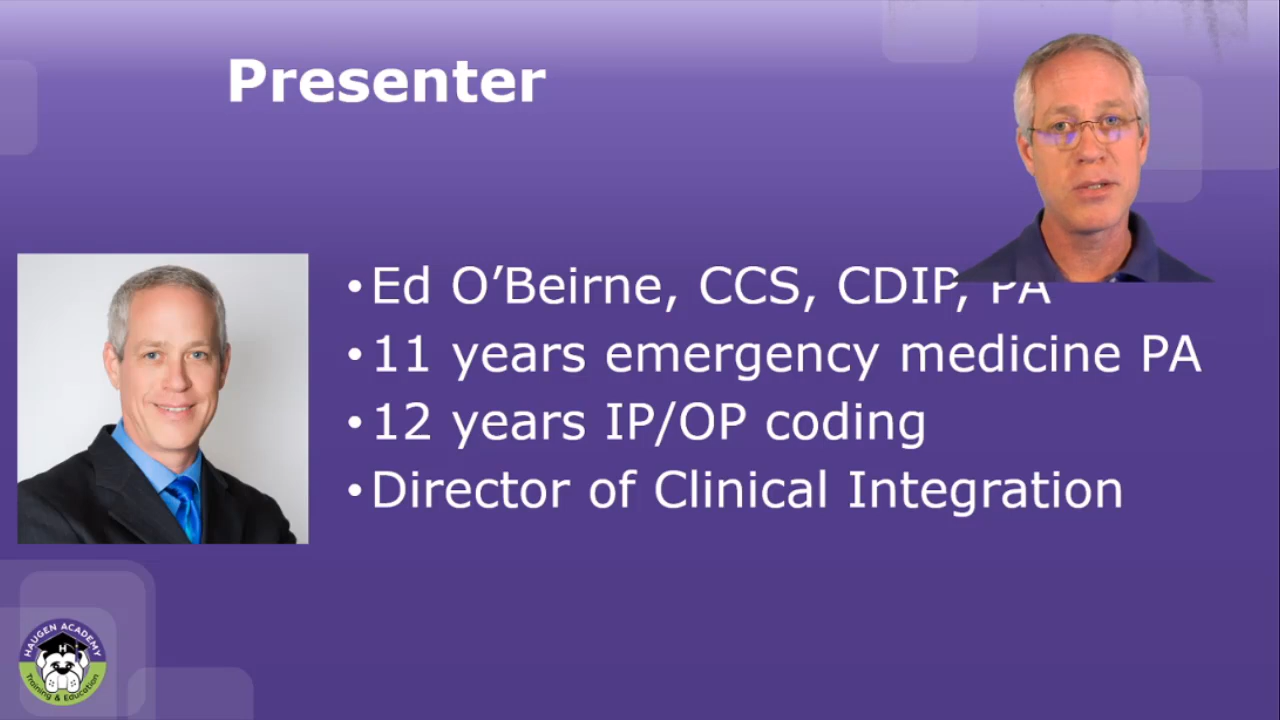 Presenter
•Ed O’Beirne, CCS, CDIP, PA
•11 years emergency medicine PA
•12 years IP/OP coding
•Director of Clinical Integration
HAUGEN ACADEMY
H
Training & Education